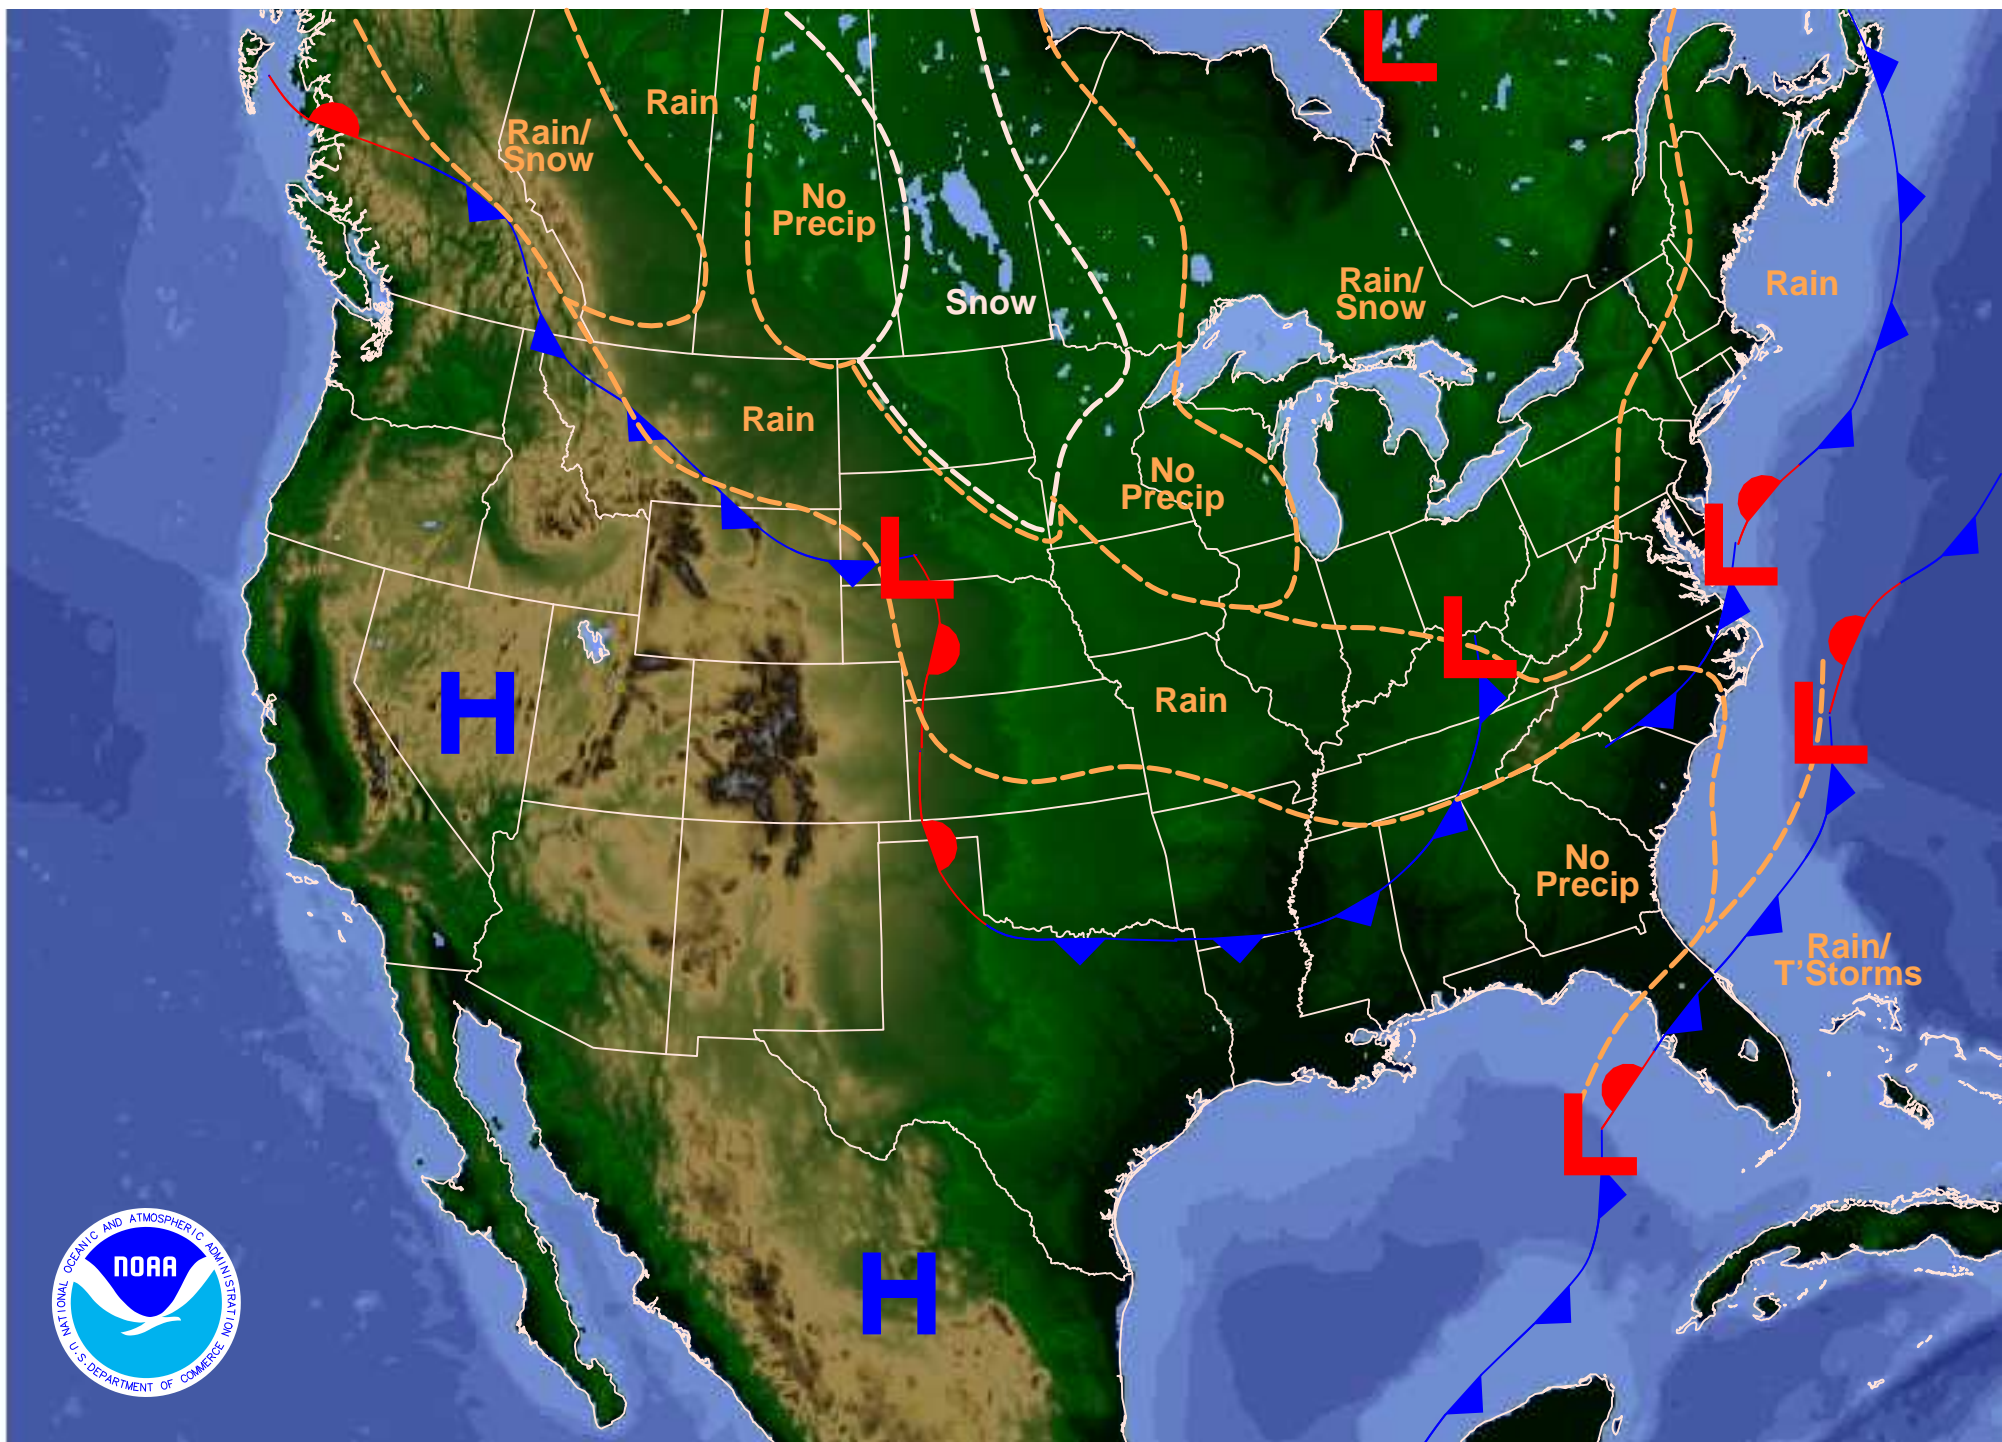 L
Rain
Rain/
Snow
No
Precip
Rain/
Snow
Rain
Snow
Rain
No
Precip
L
L
L
H
Rain
L
No
Precip
Rain/
T'Storms
L
H
NATIONAL OCEANIC AND ATMOSPHERIC ADMINISTRATION
NOAA
U.S. DEPARTMENT OF COMMERCE